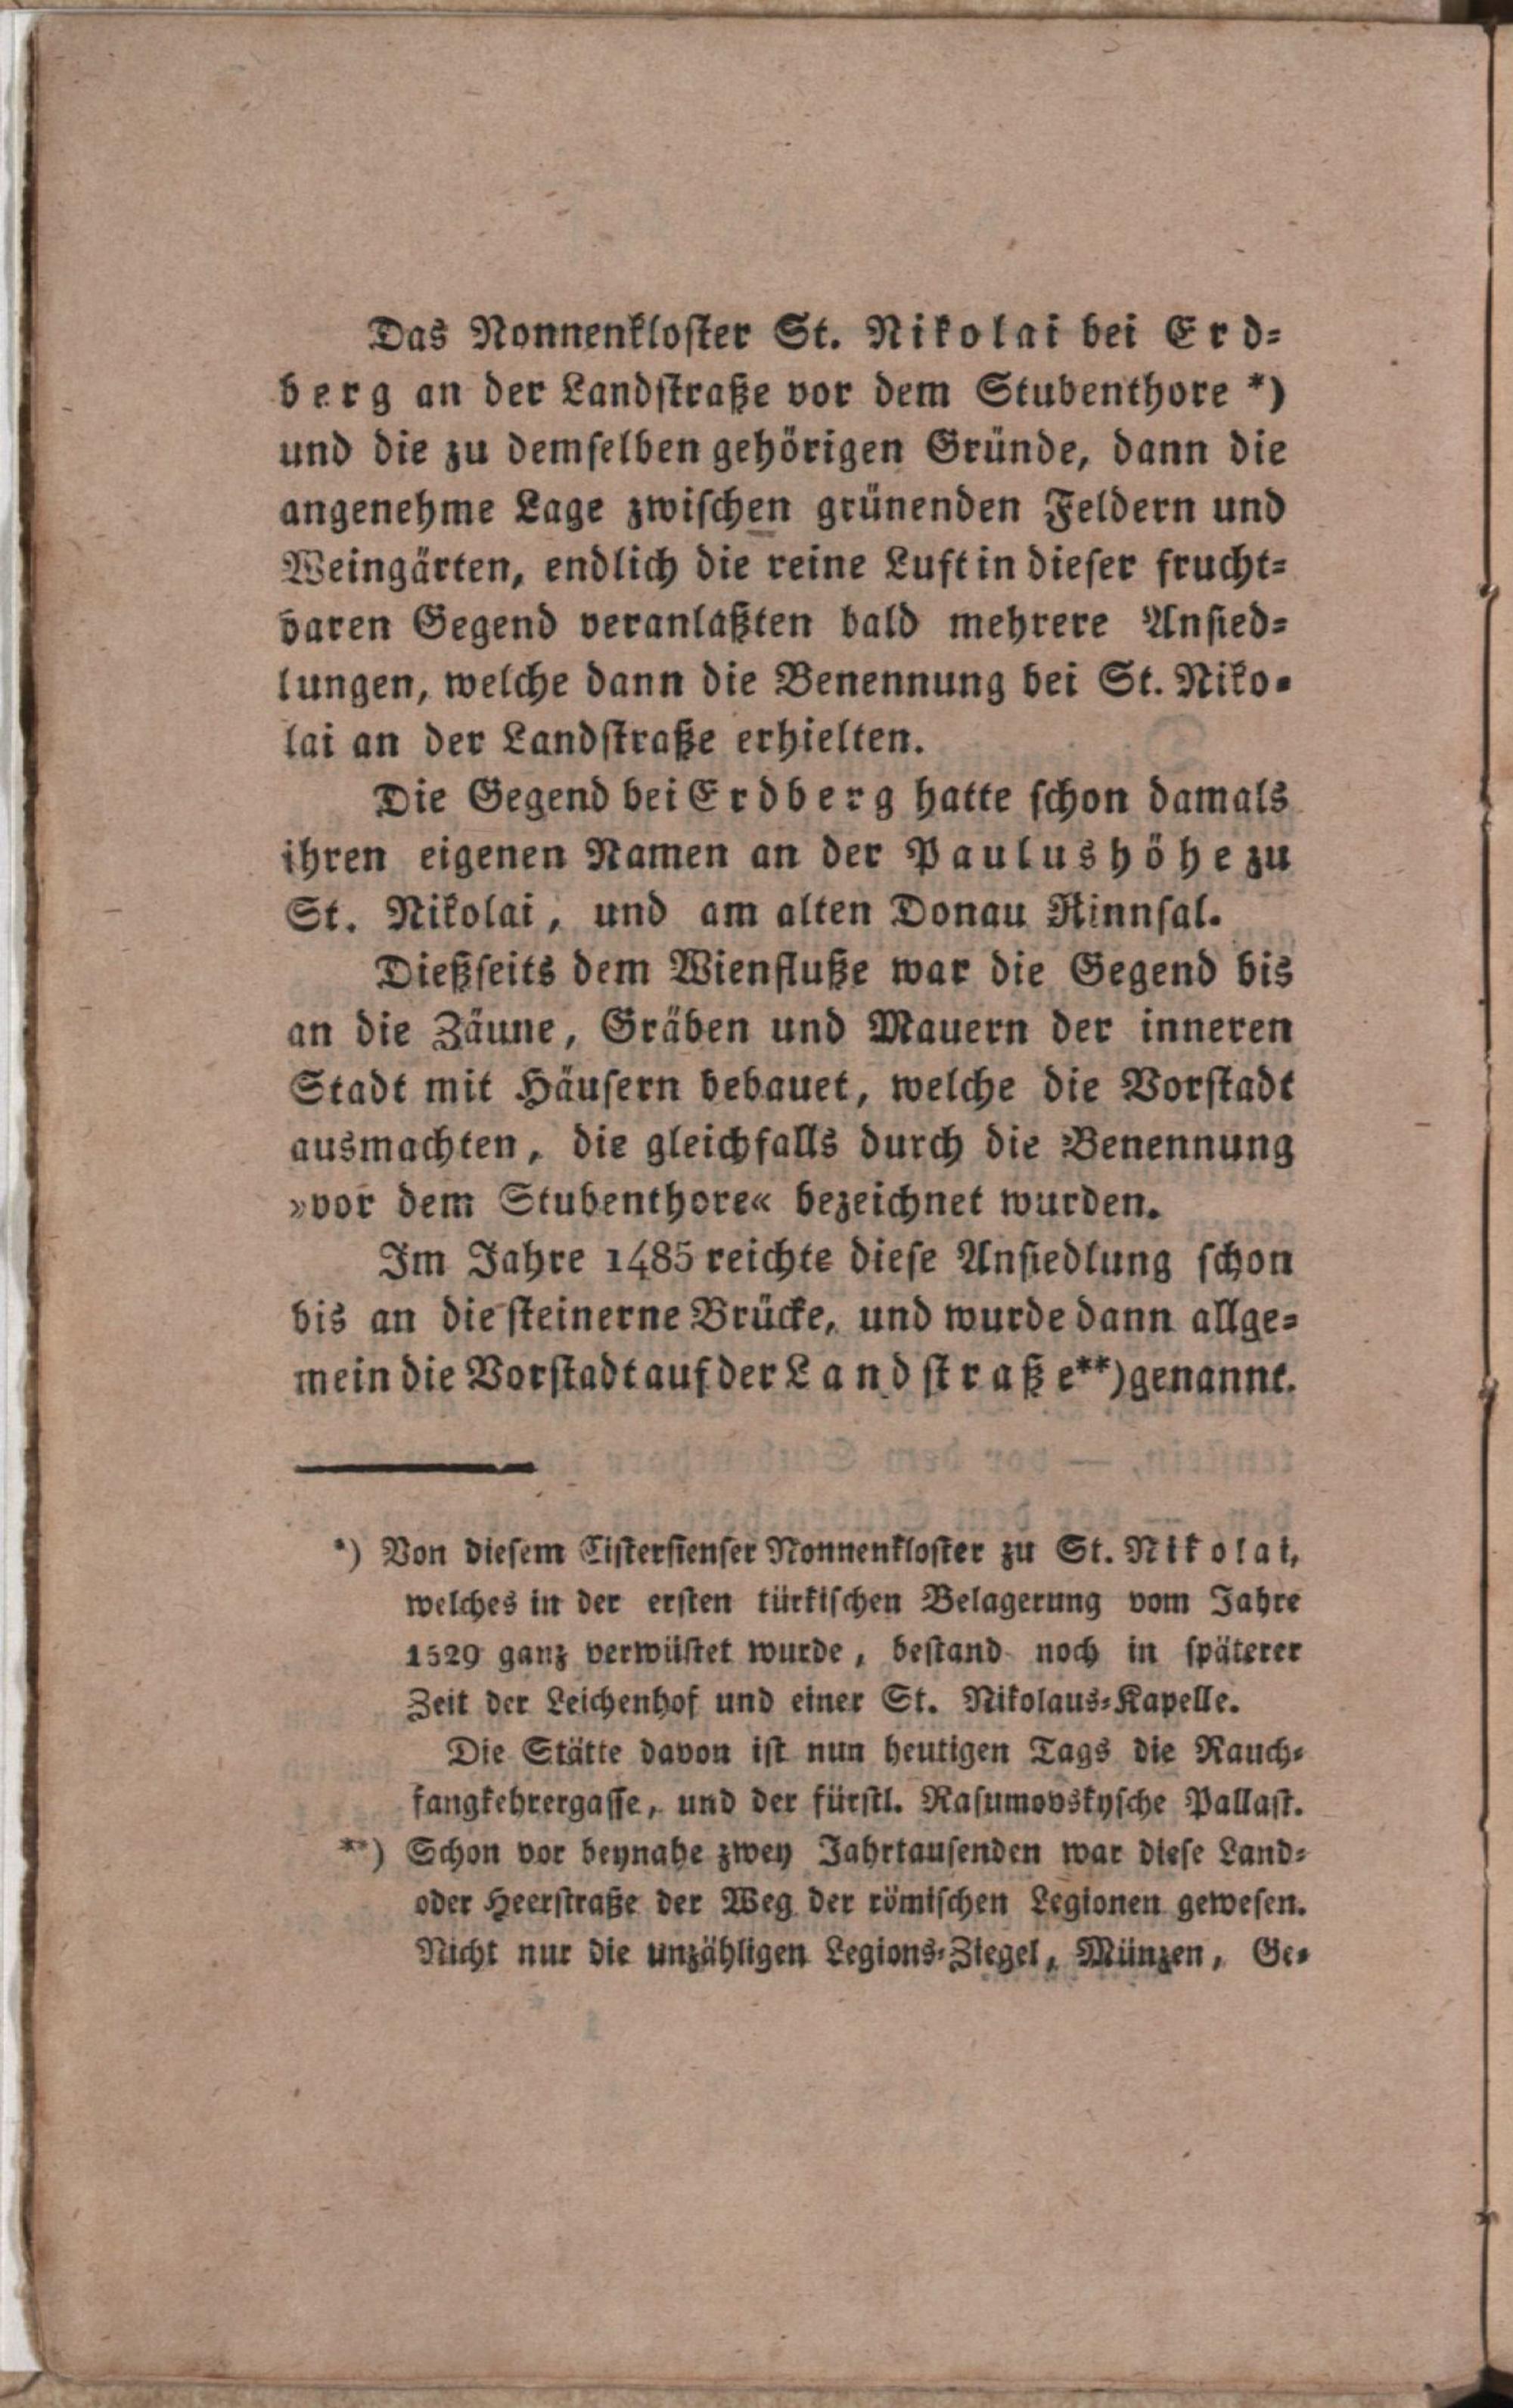 Das Nonnenkloster St. Nikolai bei Erd-
berg an der Landstraße vor dem Stubenthore *)
und die zu demselben gehörigen Gründe, dann die
angenehme Lage zwischen grünenden Feldern und
Weingärten, endlich die reine Luft in dieser frucht-
baren Gegend veranlaßten bald mehrere Ansied-
lungen, welche dann die Benennung bei St. Niko-
lai an der Landstraße erhielten.
Die Gegend bei Erdberg hatte schon damals
ihren eigenen Namen an der Paulushöhe zu
St. Nikolai, und am alten Donau Rinnsal.
Dießseits dem Wienfluße war die Gegend bis
an die Zäune, Gräben und Mauern der inneren
Stadt mit Häusern bebauet, welche die Vorstadt
ausmachten, die gleichfalls durch die Benennung
»vor dem Stubenthore« bezeichnet wurden.
Im Jahre 1485 reichte diese Ansiedlung schon
bis an die steinerne Brücke, und wurde dann allge-
mein die Vorstadt auf der Landstraße**) genannt.
*) Von diesem Cistersienser Nonnenkloster zu St. Nikolai,
welches in der ersten türkischen Belagerung vom Jahre
1529 ganz verwüstet wurde, bestand noch in späterer
Zeit der Leichenhof und einer St. Nikolaus-Kapelle.
Die Stätte davon ist nun heutigen Tags die Rauch-
fangkehrergasse, und der fürstl. Rasumovskysche Pallast.
**) Schon vor beynahe zwey Jahrtausenden war diese Land-
oder Heerstraße der Weg der römischen Legionen gewesen.
Nicht nur die unzähligen Legions-Ziegel, Münzen, Ge-